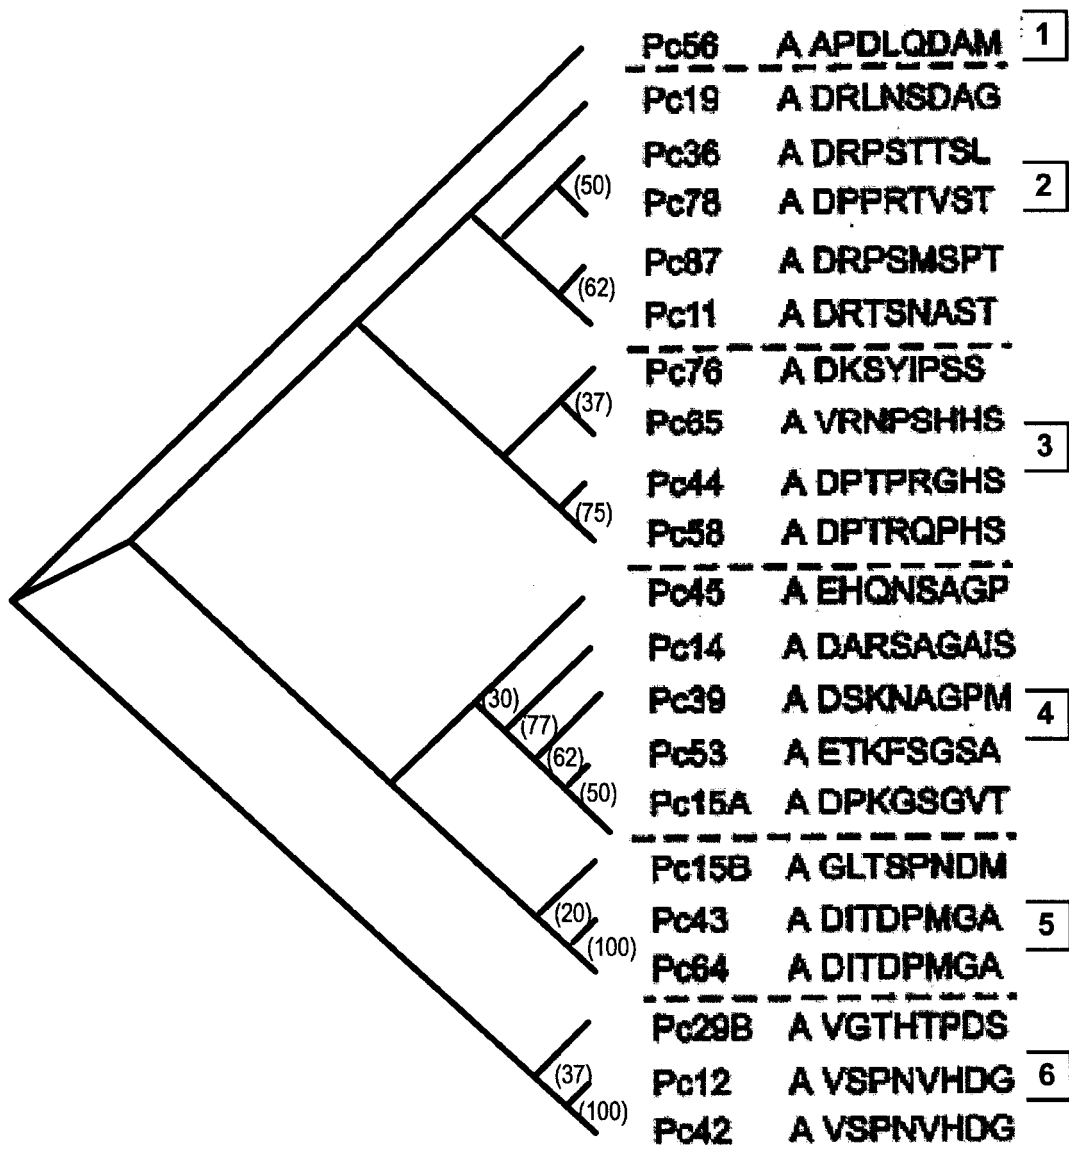 Pc56 A APDLQDAM 1
Pc19 A DRLNSDAG
Pc36 A DRPSTTSL
(50) 2
Pc78 A DPPRTVST
Pc87 A DRPSMSPT
(62)
Pc11 A DRTSNAST
Pc76 A DKSYIPSS
(37)
Pc65 A VRNPSHHS 3
Pc44 A DPTPRGHS
(75)
Pc58 A DPTRQPHS
Pc45 A EHQNSAGP
Pc14 A DARSAGAIS
(30) Pc39 A DSKNAGPM 4
(77)
Pc53 A ETKFSGSA
(62)
(50) Pc15A A DPKGSGVT
Pc15B A GLTSPNDM
(20) Pc43 A DITDPMGA 5
(100)
Pc64 A DITDPMGA
Pc29B A VGTHTPDS
(37) Pc12 A VSPNVHDG 6
(100)
Pc42 A VSPNVHDG